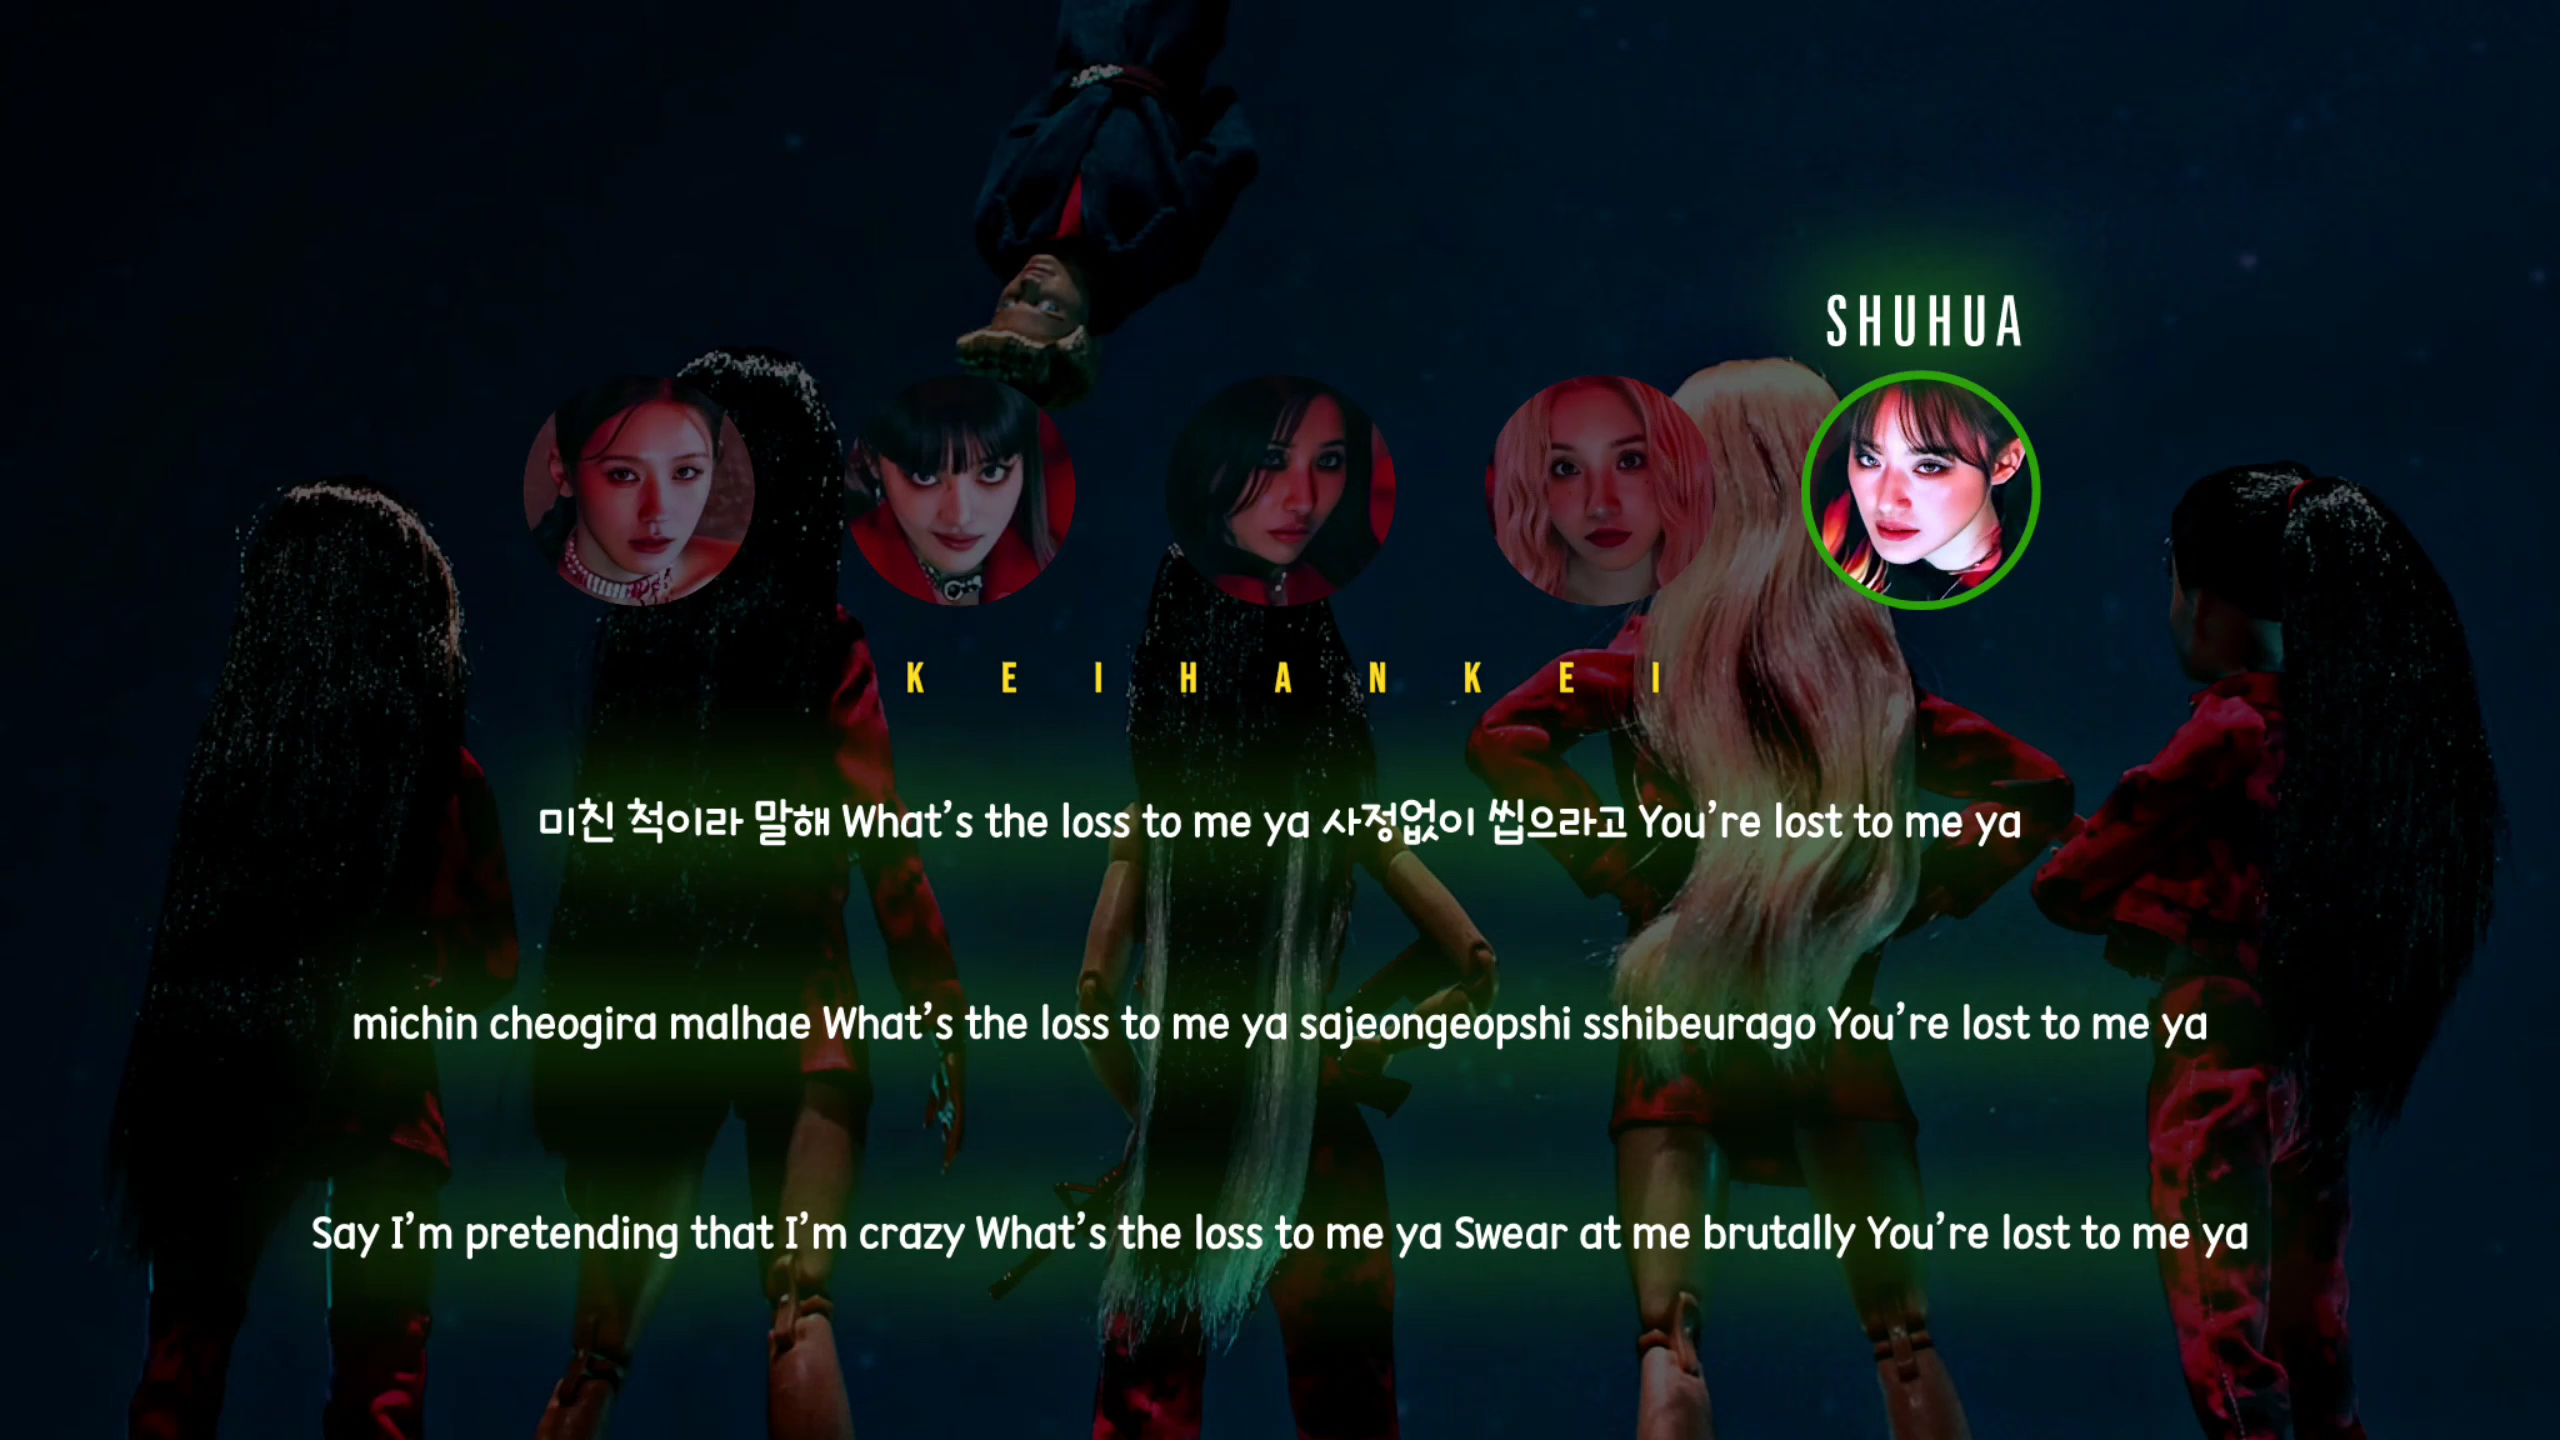 SHUHUA
KEIHANKEI
미친 척이라 말해 What's the loss to me ya 사정없이 씹으라고 You're lost to me ya
michin cheogira malhae What's the loss to me ya sajeongeopshi sshibeurago You're lost to me ya
Say I'm pretending that I'm crazy What's the loss to me ya Swear at me brutally You're lost to me ya